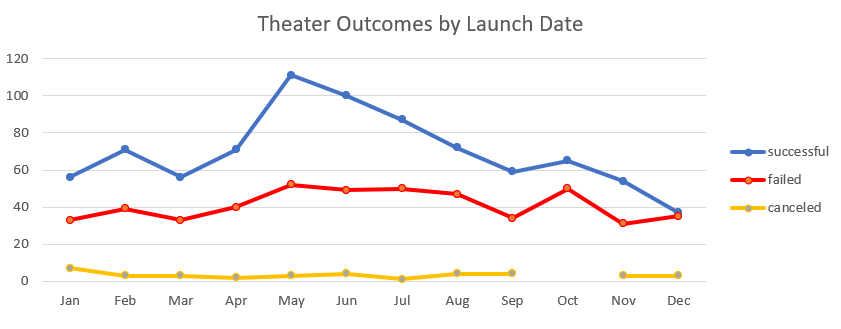 Theater Outcomes by Launch Date
120
100
80
60
40
20
0
Jan Feb Mar Apr May Jun Jul Aug Sep Oct Nov Dec
successful
failed
canceled